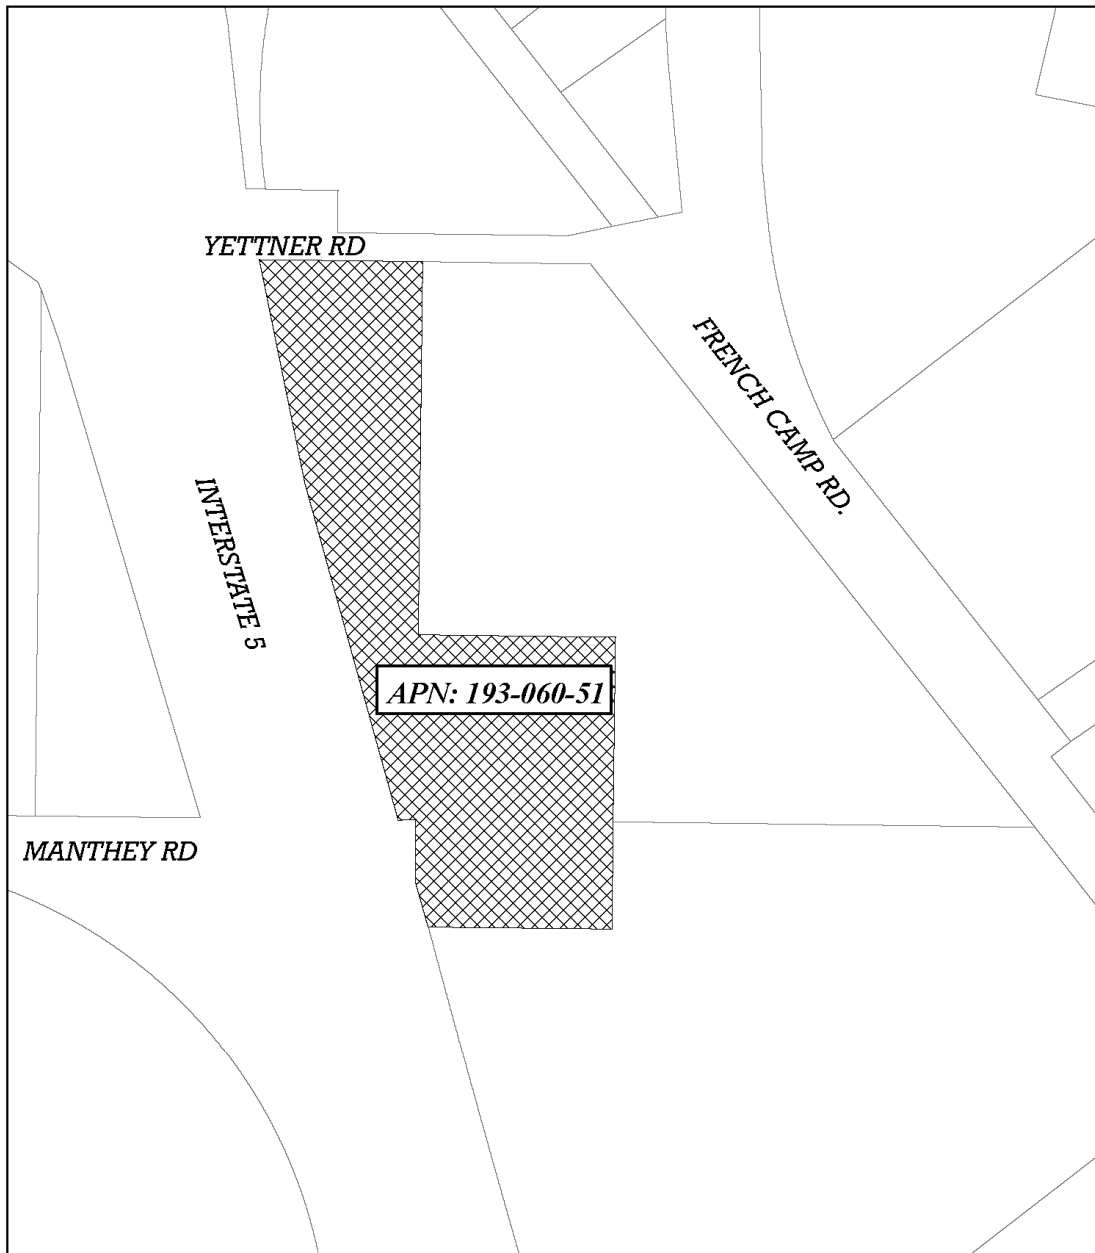 YETTNER RD
FRENCH CAMP RD.
INTERSTATE 5
APN: 193-060-51
MANTHEY RD